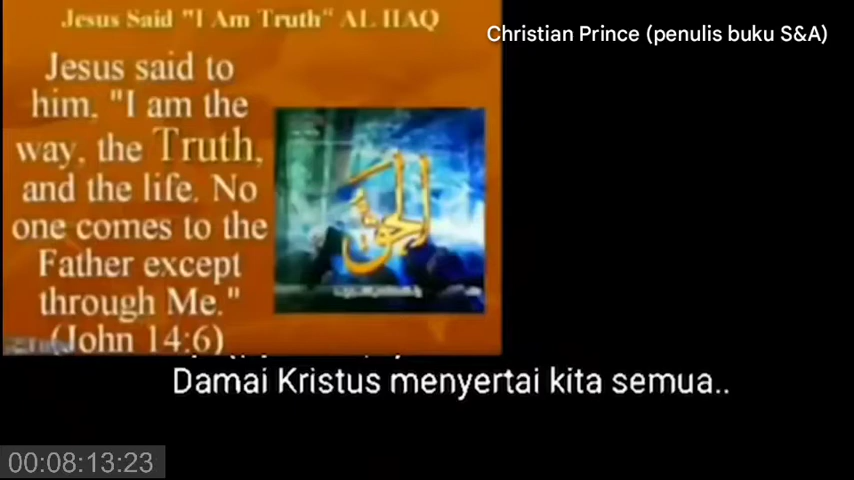 Jesus Said "I Am Truth" AL HAQ
Christian Prince (penulis buku S&A)
Jesus said to
him, "I am the
way, the Truth,
and the life. No
one comes to the
Father except
through Me."
(John 14:6)
الحق
Damai Kristus menyertai kita semua..
00:08:13:23